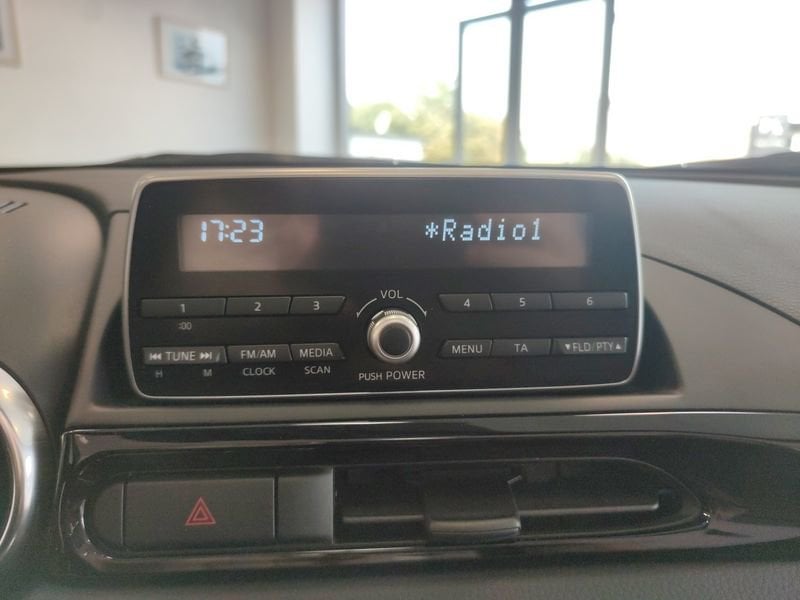 17:23 *Radio1
VOL
1 2 3 4 5 6
:00
⏮ TUNE ⏭ FM/AM MEDIA MENU TA ▼FLD/PTY▲
H M CLOCK SCAN PUSH POWER